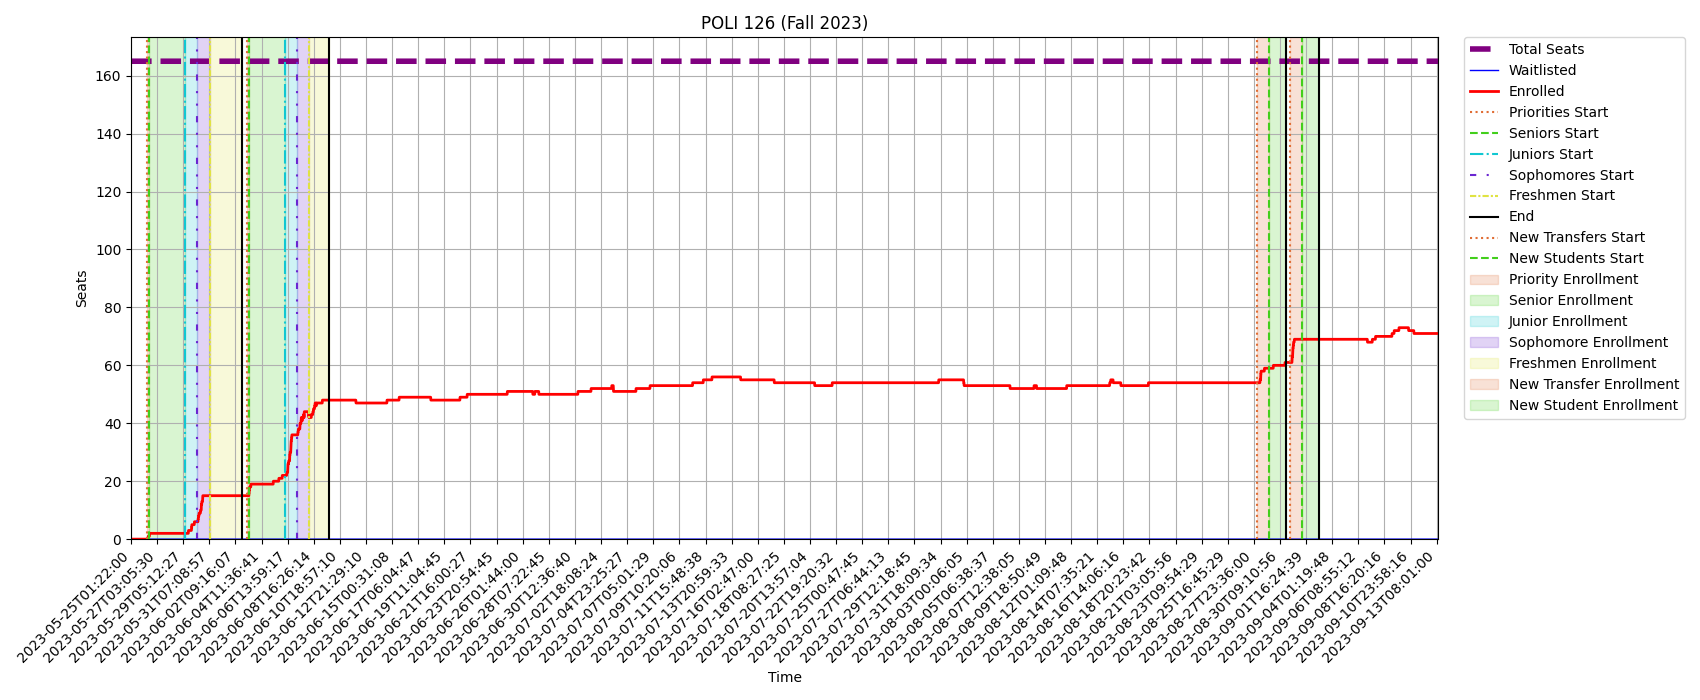 POLI 126 (Fall 2023)
Seats
160
140
120
100
80
60
40
20
0
2023-05-25T01:22:00
2023-05-27T03:05:30
2023-05-29T05:12:27
2023-05-31T07:08:57
2023-06-02T09:16:07
2023-06-04T11:36:41
2023-06-06T13:59:17
2023-06-08T16:26:14
2023-06-10T18:57:10
2023-06-12T21:29:10
2023-06-15T00:31:08
2023-06-17T06:04:47
2023-06-19T11:04:45
2023-06-21T16:00:27
2023-06-23T20:54:45
2023-06-26T01:44:00
2023-06-28T07:22:45
2023-06-30T12:36:40
2023-07-02T18:08:24
2023-07-04T23:25:27
2023-07-07T05:01:29
2023-07-09T10:20:06
2023-07-11T15:48:38
2023-07-13T20:59:33
2023-07-16T02:47:00
2023-07-18T08:27:25
2023-07-20T13:57:04
2023-07-22T19:20:32
2023-07-25T00:47:45
2023-07-27T06:44:13
2023-07-29T12:18:45
2023-07-31T18:09:34
2023-08-03T00:06:05
2023-08-05T06:38:37
2023-08-07T12:38:05
2023-08-09T18:50:49
2023-08-12T01:09:48
2023-08-14T07:35:21
2023-08-16T14:06:16
2023-08-18T20:23:42
2023-08-21T03:05:56
2023-08-23T09:54:29
2023-08-25T16:45:29
2023-08-27T23:36:00
2023-08-30T09:10:56
2023-09-01T16:24:39
2023-09-04T01:19:48
2023-09-06T08:55:12
2023-09-08T16:20:16
2023-09-10T23:58:16
2023-09-13T08:01:00
Time
Total Seats
Waitlisted
Enrolled
Priorities Start
Seniors Start
Juniors Start
Sophomores Start
Freshmen Start
End
New Transfers Start
New Students Start
Priority Enrollment
Senior Enrollment
Junior Enrollment
Sophomore Enrollment
Freshmen Enrollment
New Transfer Enrollment
New Student Enrollment